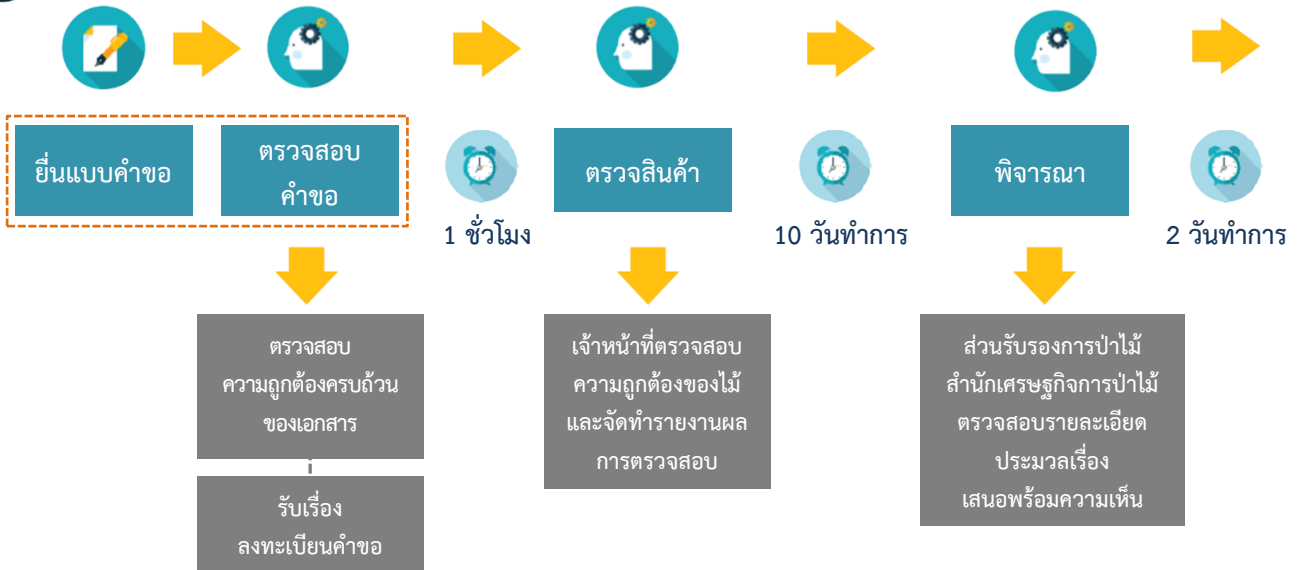 ยื่นแบบคำขอ
ตรวจสอบ
คำขอ
1 ชั่วโมง
ตรวจสินค้า
10 วันทำการ
พิจารณา
2 วันทำการ
ตรวจสอบ
ความถูกต้องครบถ้วน
ของเอกสาร
รับเรื่อง
ลงทะเบียนคำขอ
เจ้าหน้าที่ตรวจสอบ
ความถูกต้องของไม้
และจัดทำรายงานผล
การตรวจสอบ
ส่วนรับรองการป่าไม้
สำนักเศรษฐกิจการป่าไม้
ตรวจสอบรายละเอียด
ประมวลเรื่อง
เสนอพร้อมความเห็น